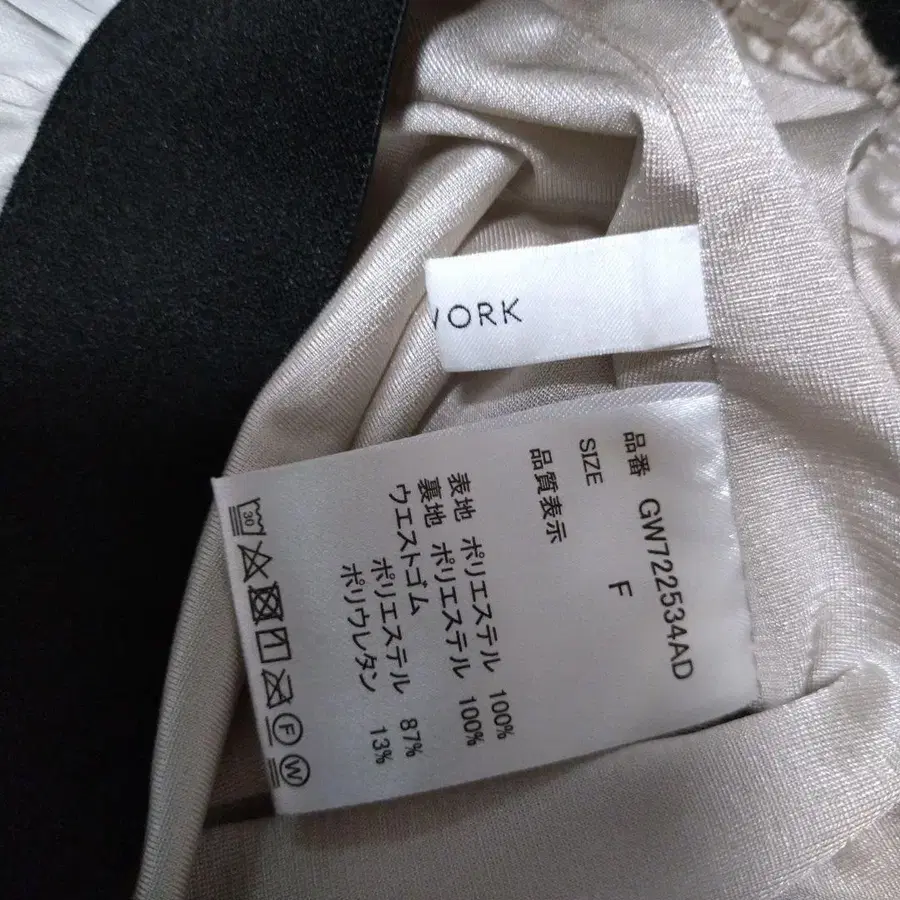 WORK
品番 GW722534AD
SIZE F
品質表示
表地 ポリエステル 100%
裏地 ポリエステル 100%
ウエストゴム
ポリエステル 87%
ポリウレタン 13%
30
F
W